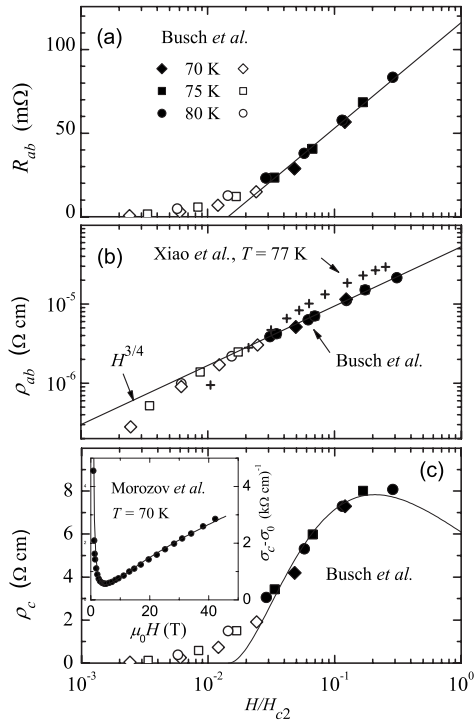 (a)
Busch et al.
70 K
75 K
80 K
100
50
0
R_ab (mΩ)
(b)
Xiao et al., T = 77 K
10^-5
10^-6
ρ_ab (Ω cm)
H^3/4
Busch et al.
(c)
8
6
4
2
0
ρ_c (Ω cm)
Morozov et al.
T = 70 K
0 20 40
μ_0H (T)
4
2
0
σ_c-σ_0 (kΩ cm)^-1
Busch et al.
10^-3 10^-2 10^-1 10^0
H/H_c2